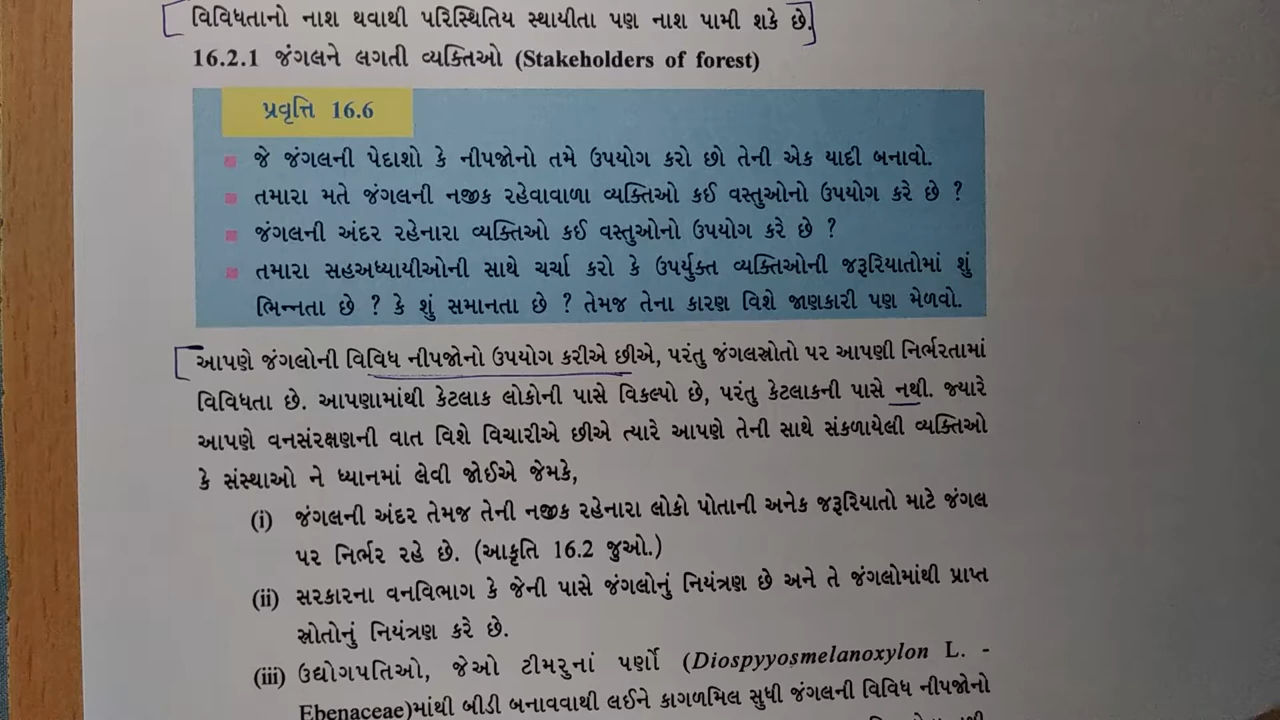 વિવિધતાનો નાશ થવાથી પરિસ્થિતિય સ્થાયીતા પણ નાશ પામી શકે છે.
16.2.1 જંગલને લગતી વ્યક્તિઓ (Stakeholders of forest)
પ્રવૃત્તિ 16.6
જે જંગલની પેદાશો કે નીપજોનો તમે ઉપયોગ કરો છો તેની એક યાદી બનાવો.
તમારા મતે જંગલની નજીક રહેવાવાળા વ્યક્તિઓ કઈ વસ્તુઓનો ઉપયોગ કરે છે ?
જંગલની અંદર રહેનારા વ્યક્તિઓ કઈ વસ્તુઓનો ઉપયોગ કરે છે ?
તમારા સહઅધ્યાયીઓની સાથે ચર્ચા કરો કે ઉપર્યુક્ત વ્યક્તિઓની જરૂરિયાતોમાં શું
ભિન્નતા છે ? કે શું સમાનતા છે ? તેમજ તેના કારણ વિશે જાણકારી પણ મેળવો.
આપણે જંગલોની વિવિધ નીપજોનો ઉપયોગ કરીએ છીએ, પરંતુ જંગલસ્રોતો પર આપણી નિર્ભરતામાં
વિવિધતા છે. આપણામાંથી કેટલાક લોકોની પાસે વિકલ્પો છે, પરંતુ કેટલાકની પાસે નથી. જ્યારે
આપણે વનસંરક્ષણની વાત વિશે વિચારીએ છીએ ત્યારે આપણે તેની સાથે સંકળાયેલી વ્યક્તિઓ
કે સંસ્થાઓ ને ધ્યાનમાં લેવી જોઈએ જેમકે,
(i) જંગલની અંદર તેમજ તેની નજીક રહેનારા લોકો પોતાની અનેક જરૂરિયાતો માટે જંગલ
પર નિર્ભર રહે છે. (આકૃતિ 16.2 જુઓ.)
(ii) સરકારના વનવિભાગ કે જેની પાસે જંગલોનું નિયંત્રણ છે અને તે જંગલોમાંથી પ્રાપ્ત
સ્રોતોનું નિયંત્રણ કરે છે.
(iii) ઉદ્યોગપતિઓ, જેઓ ટીમરુનાં પર્ણો (Diospyyosmelanoxylon L. -
Ebenaceae)માંથી બીડી બનાવવાથી લઈને કાગળમિલ સુધી જંગલની વિવિધ નીપજોનો